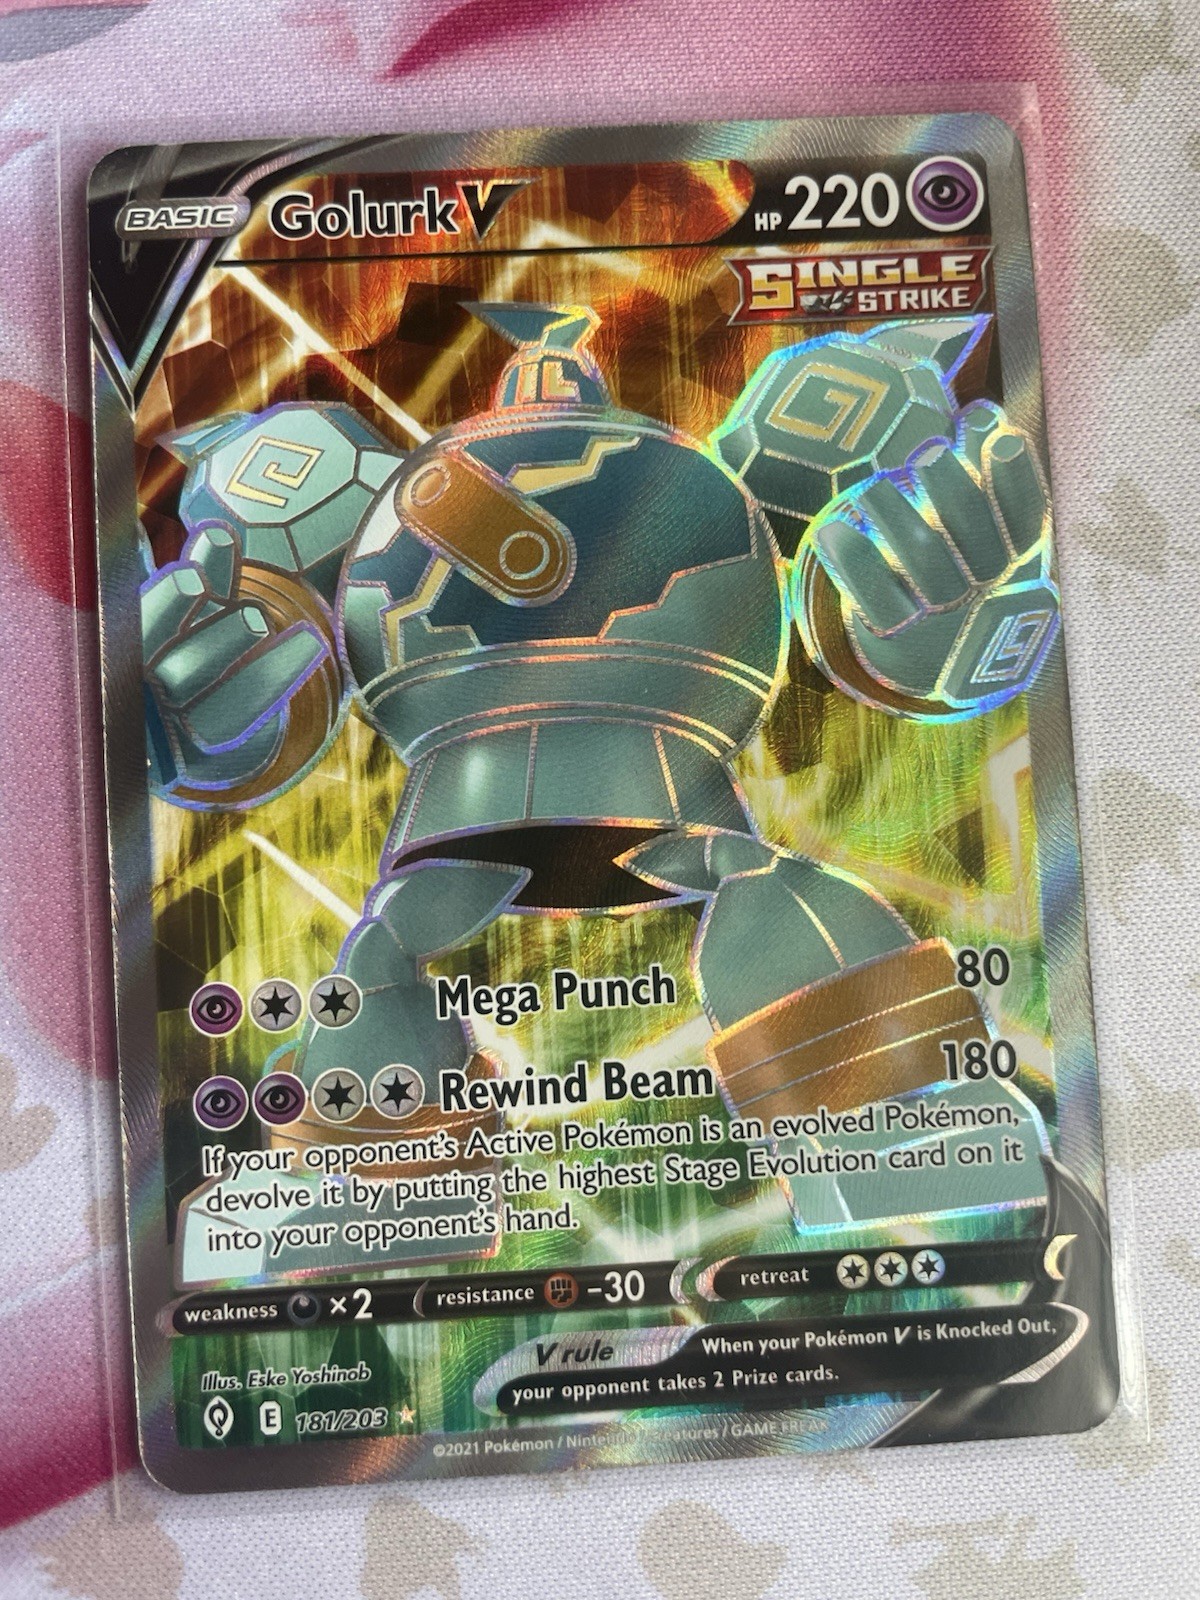 BASIC Golurk V HP 220
SINGLE
STRIKE
Mega Punch 80
Rewind Beam 180
If your opponent's Active Pokémon is an evolved Pokémon,
devolve it by putting the highest Stage Evolution card on it
into your opponent's hand.
weakness ×2 resistance -30 retreat
V rule When your Pokémon V is Knocked Out,
your opponent takes 2 Prize cards.
Illus. Eske Yoshinob
E 181/203
©2021 Pokémon / Nintendo / Creatures / GAME FREAK